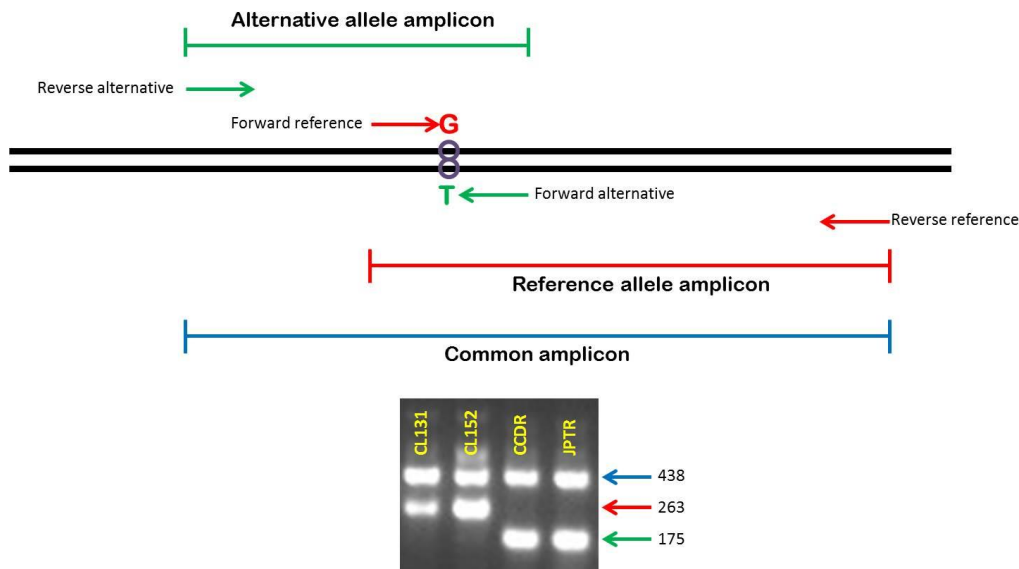 Alternative allele amplicon
Reverse alternative
Forward reference
G
T
Forward alternative
Reverse reference
Reference allele amplicon
Common amplicon
CL131 CL152 CCDR JPTR
438
263
175